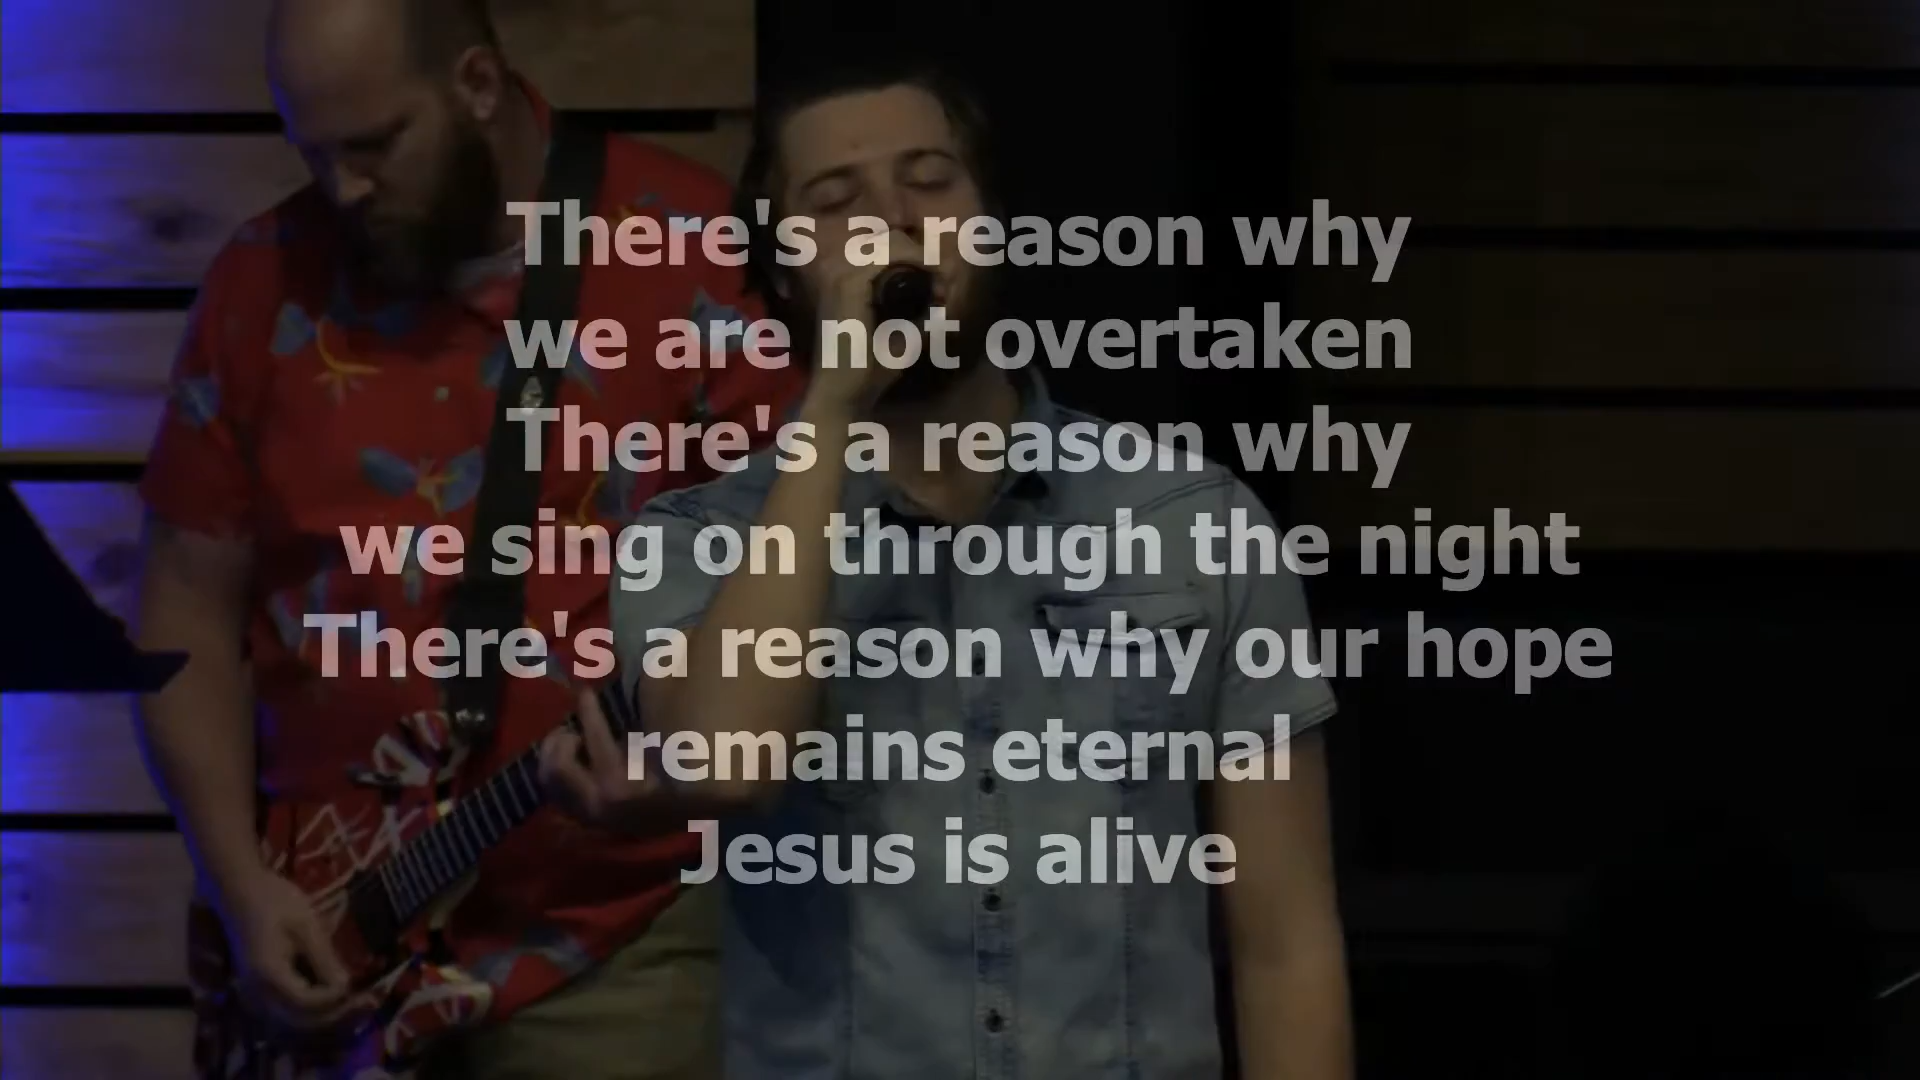 There's a reason why
we are not overtaken
There's a reason why
we sing on through the night
There's a reason why our hope
remains eternal
Jesus is alive